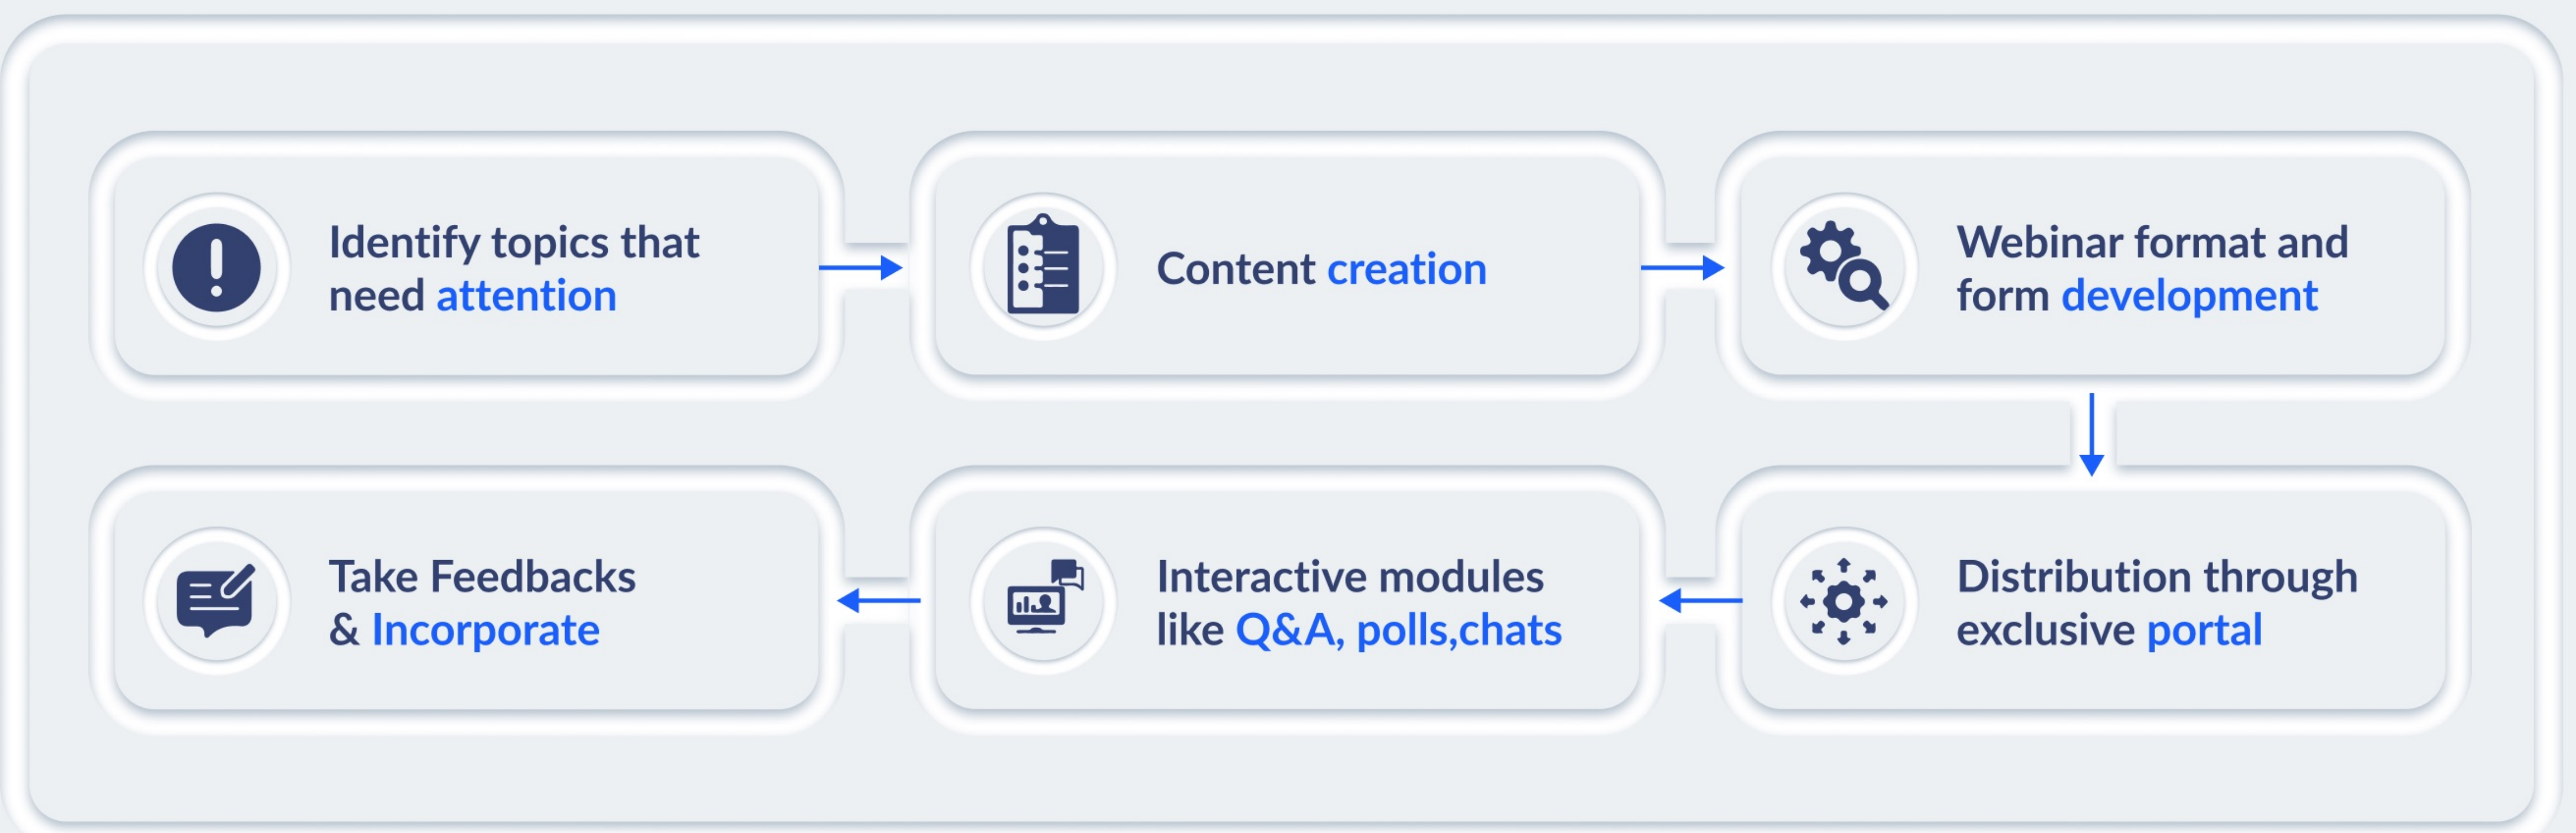 Identify topics that
need attention
Content creation
Webinar format and
form development
Distribution through
exclusive portal
Interactive modules
like Q&A, polls,chats
Take Feedbacks
& Incorporate